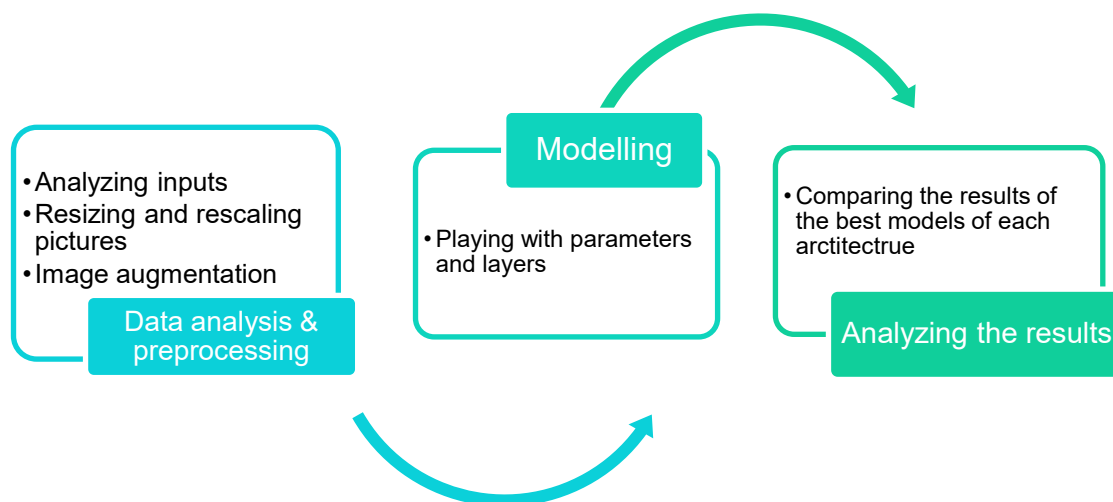 • Analyzing inputs
• Resizing and rescaling
pictures
• Image augmentation
Data analysis &
preprocessing
Modelling
• Playing with parameters
and layers
• Comparing the results of
the best models of each
arctitectrue
Analyzing the results